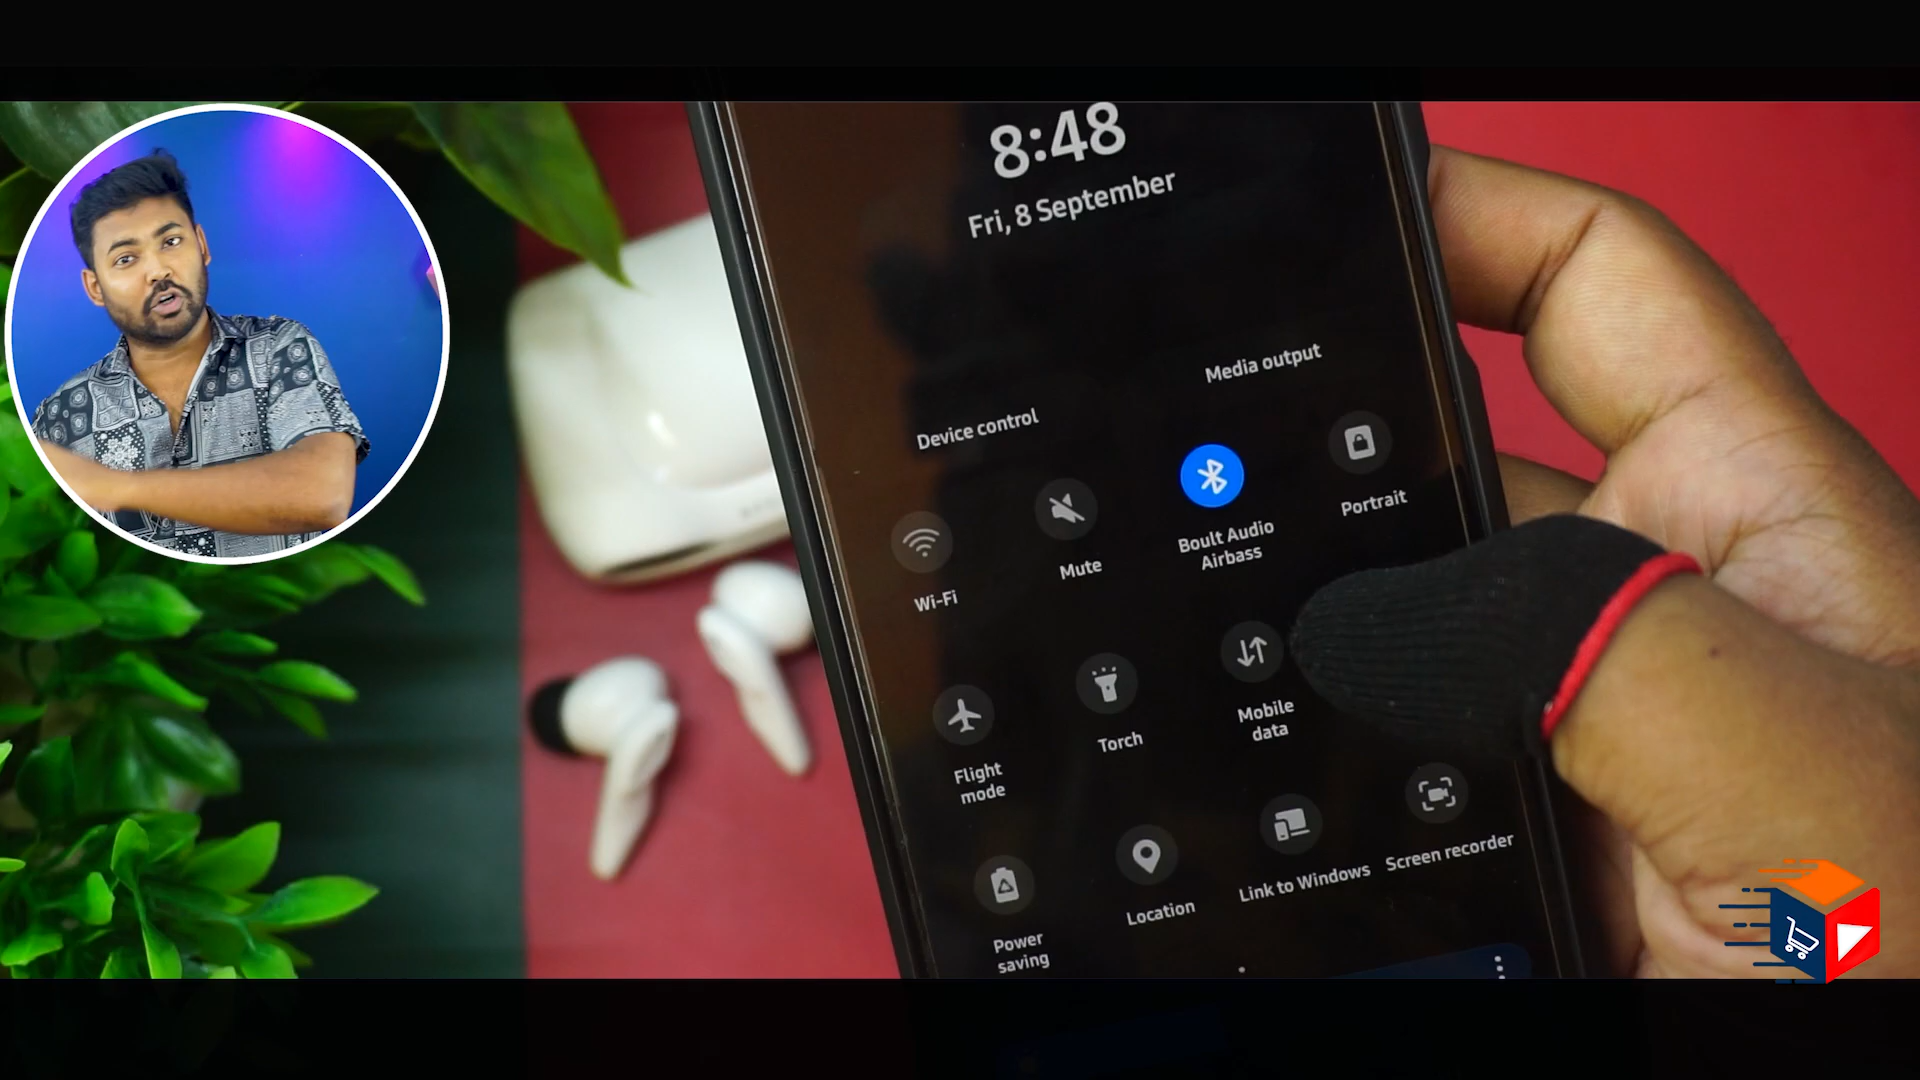 8:48
Fri, 8 September
Device control
Media output
Wi-Fi
Mute
Boult Audio
Airbass
Portrait
Flight
mode
Torch
Mobile
data
Power
saving
Location
Link to Windows
Screen recorder